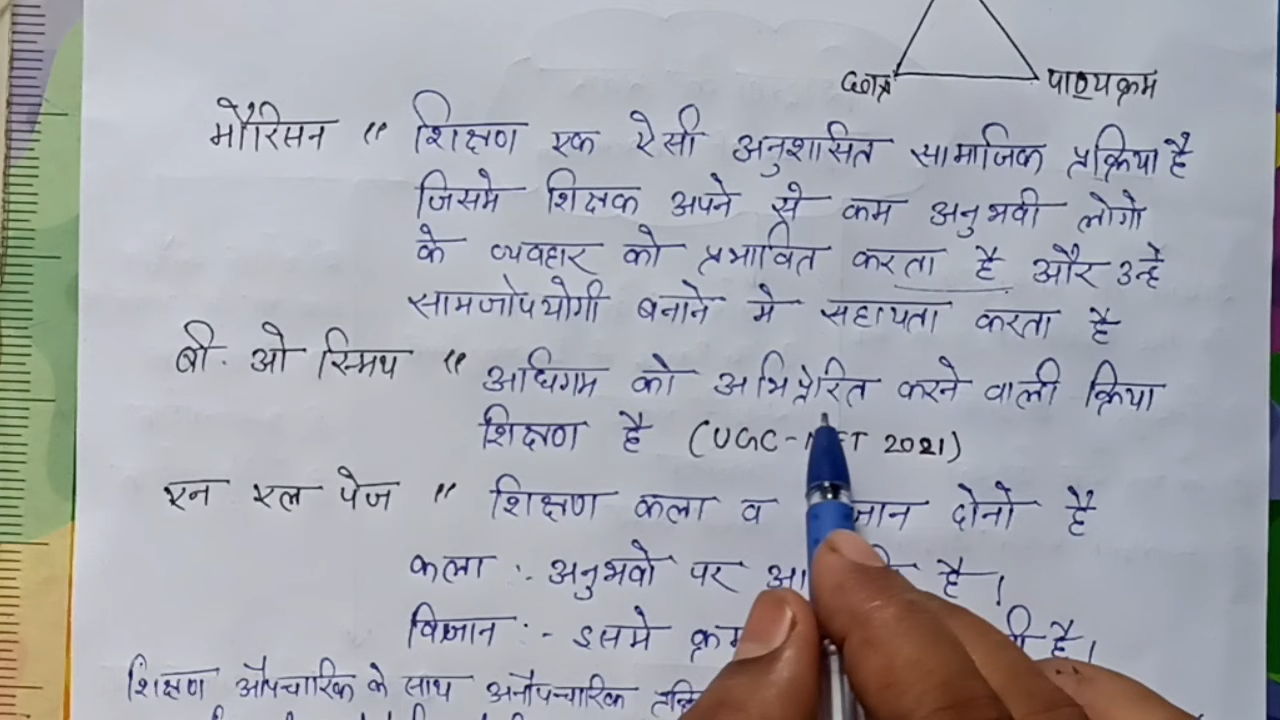 छात्र पाठ्यक्रम
मौरिसन " शिक्षण एक ऐसी अनुशासित सामाजिक प्रक्रिया है
जिसमे शिक्षक अपने से कम अनुभवी लोगो
के व्यवहार को प्रभावित करता है और उन्हे
सामजोपयोगी बनाने मे सहायता करता है
बी. ओ स्मिथ " अधिगम को अभिप्रेरित करने वाली क्रिया
शिक्षण है (UGC-NET 2021)
एन एल पेज " शिक्षण कला व दोनो है
कला :- अनुभवो पर है।
विज्ञान :- इसमे है।
शिक्षण औपचारिक के साथ अनौपचारिक